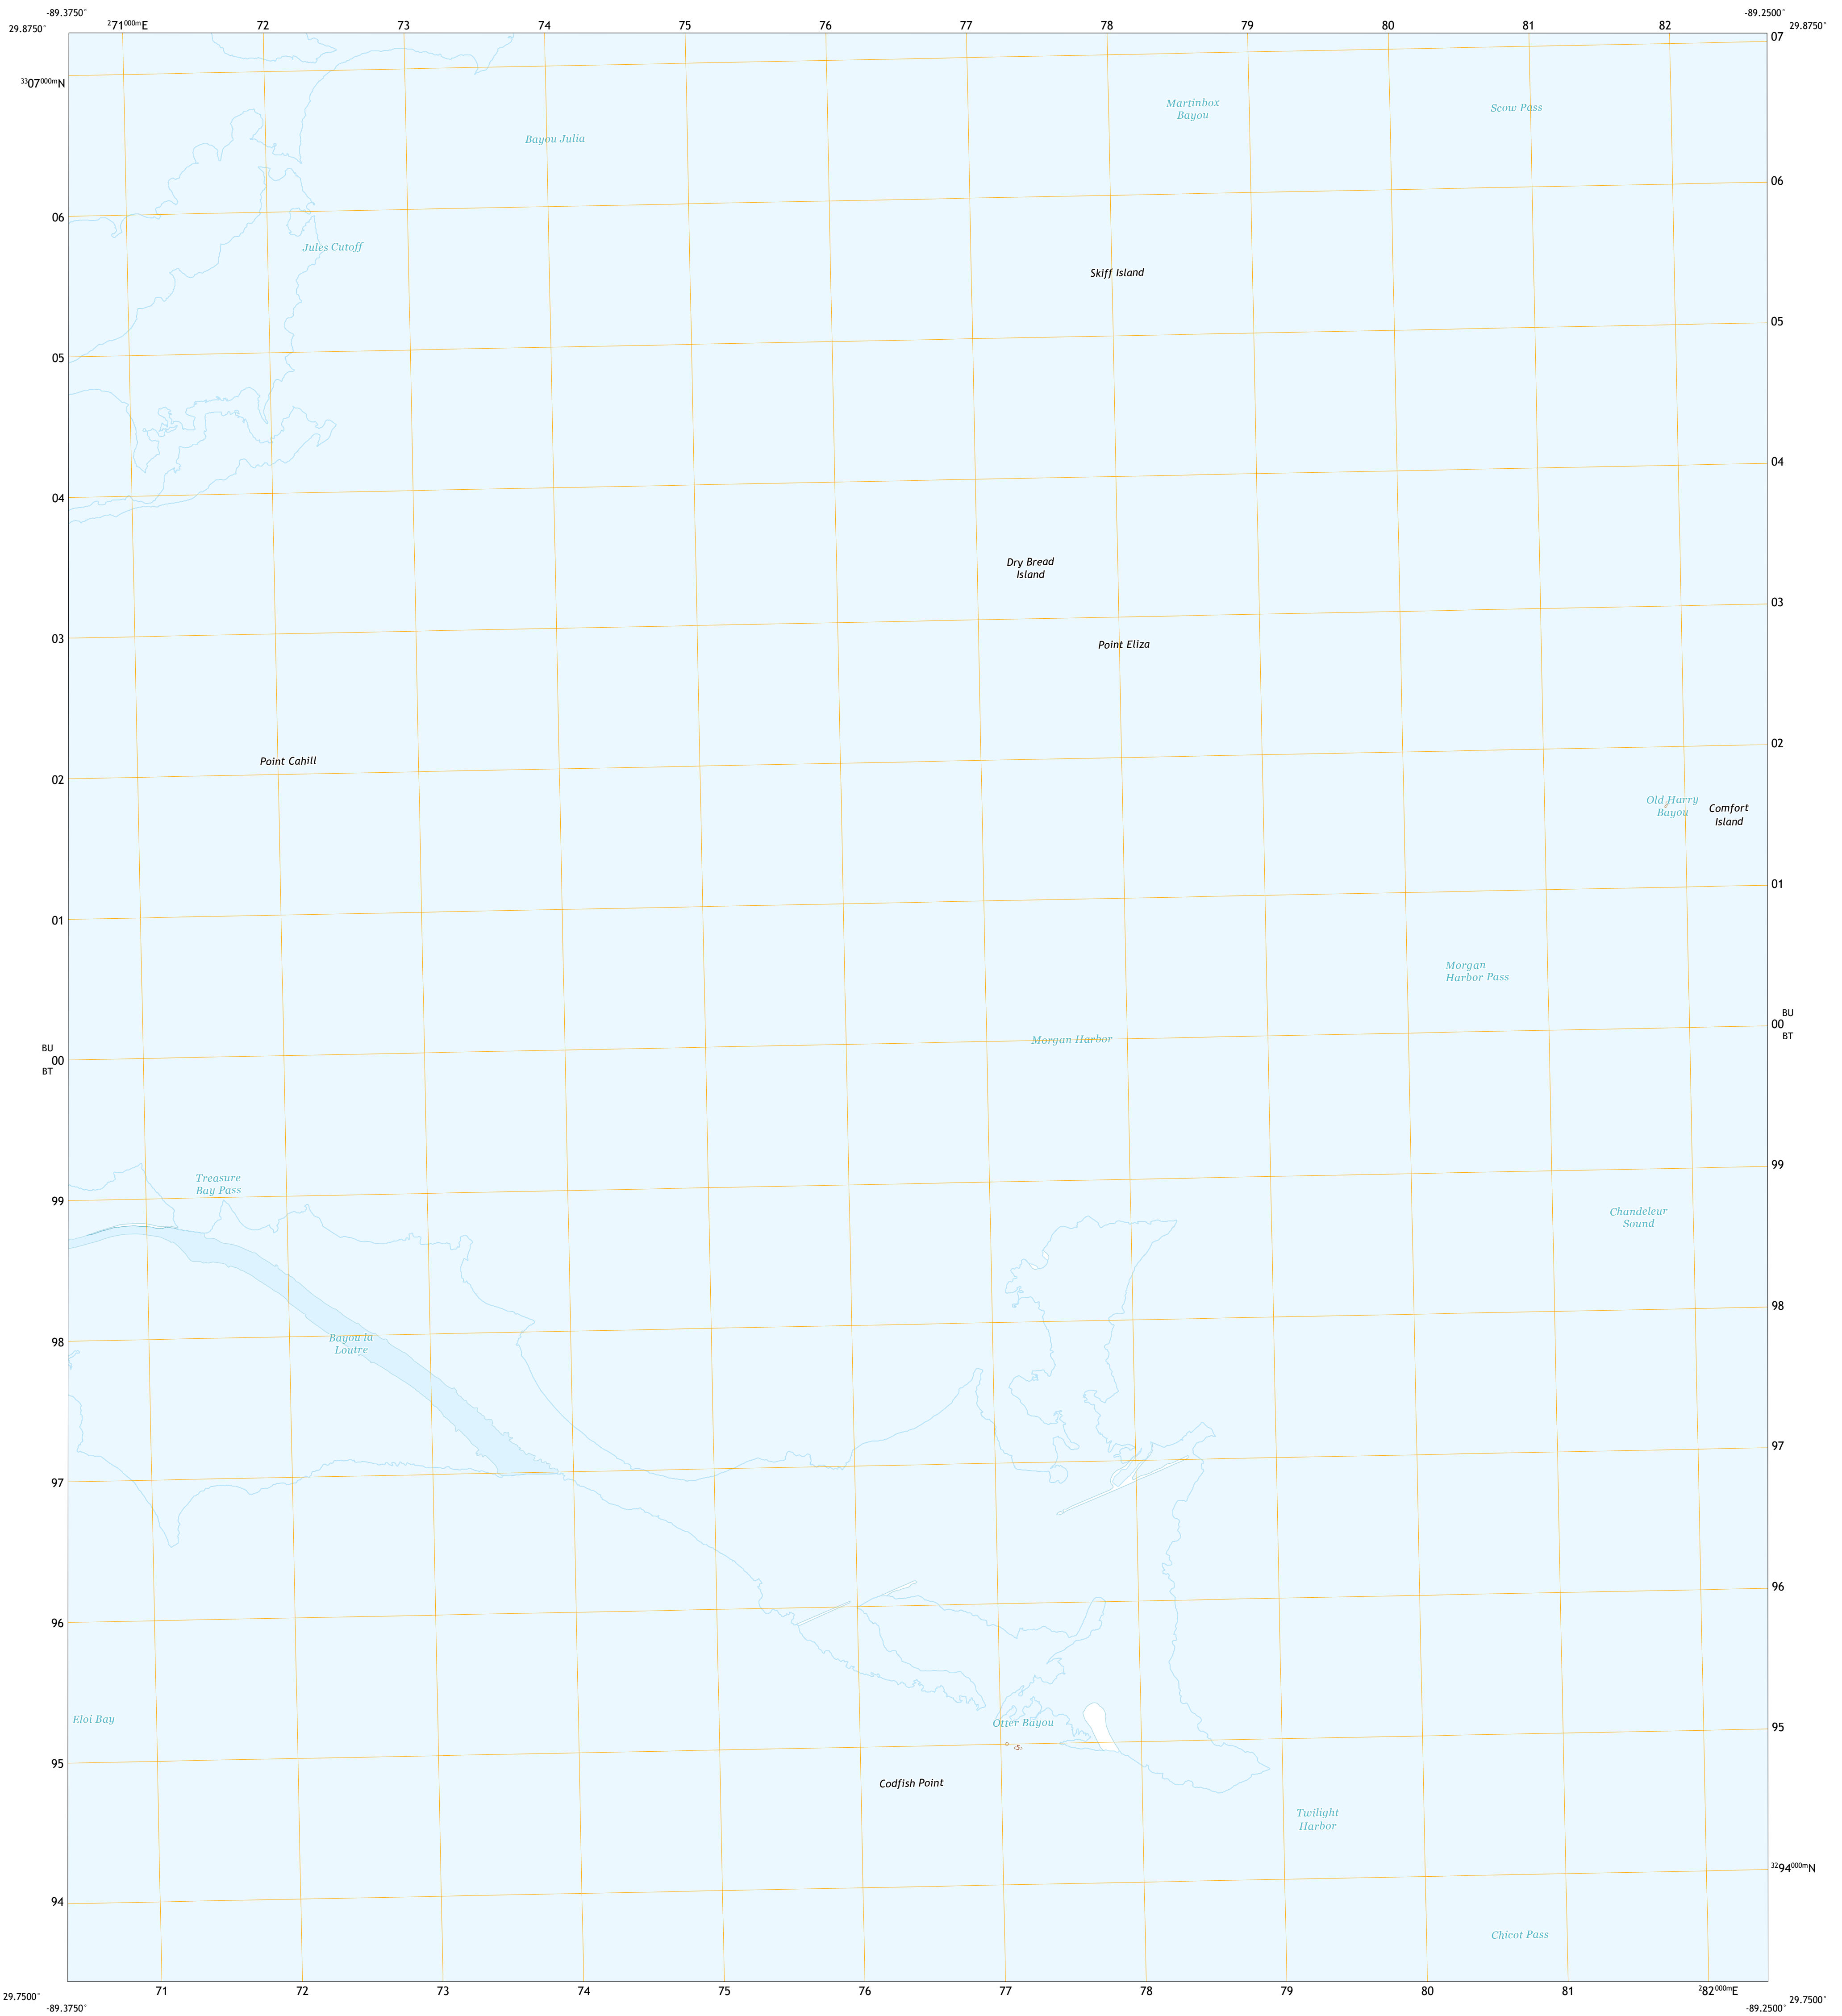 -89.3750° -89.2500°
29.8750° ²71⁰⁰⁰ᵐE 72 73 74 75 76 77 78 79 80 81 82 29.8750°
07
³³07⁰⁰⁰ᵐN
Martinbox
Bayou
Scow Pass
Bayou Julia
06
06
Jules Cutoff
Skiff Island
05
05
04
04
Dry Bread
Island
03
03
Point Eliza
02
Point Cahill
02
Old Harry
Bayou
Comfort
Island
01
01
Morgan
Harbor Pass
BU
00
BT
Morgan Harbor
BU
00
BT
99
Treasure
Bay Pass
99
Chandeleur
Sound
98
98
Bayou la
Loutre
97
97
96
96
Eloi Bay
Otter Bayou
95
5
95
Codfish Point
Twilight
Harbor
³²94⁰⁰⁰ᵐN
94
Chicot Pass
29.7500° 71 72 73 74 75 76 77 78 79 80 81 ²82⁰⁰⁰ᵐE 29.7500°
-89.3750° -89.2500°